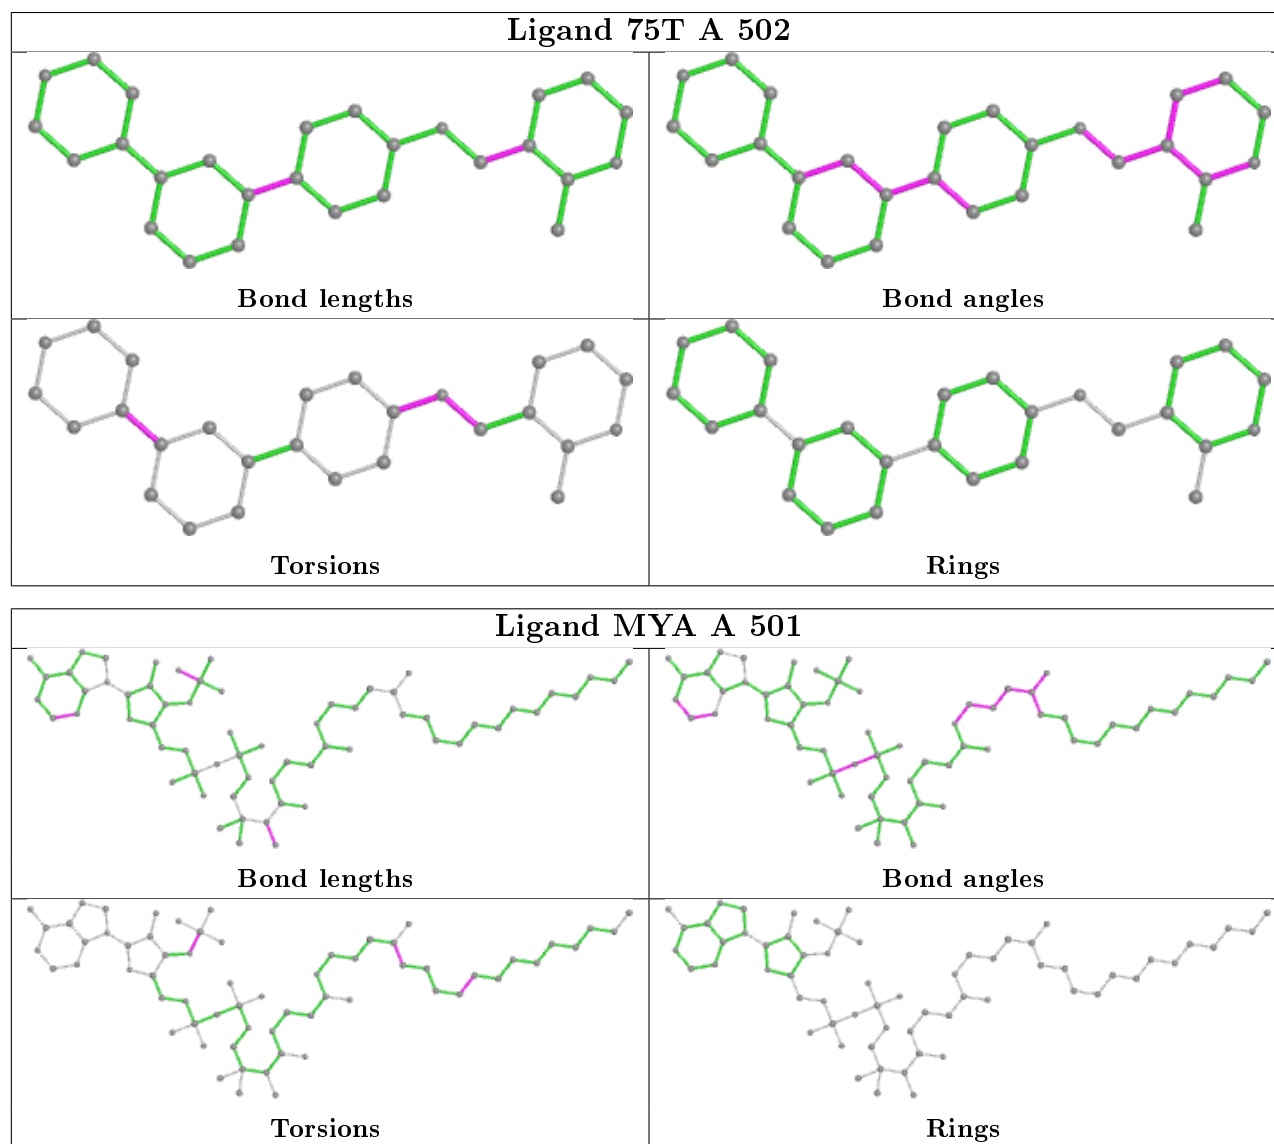 Ligand 75T A 502
Bond lengths
Bond angles
Torsions
Rings
Ligand MYA A 501
Bond lengths
Bond angles
Torsions
Rings